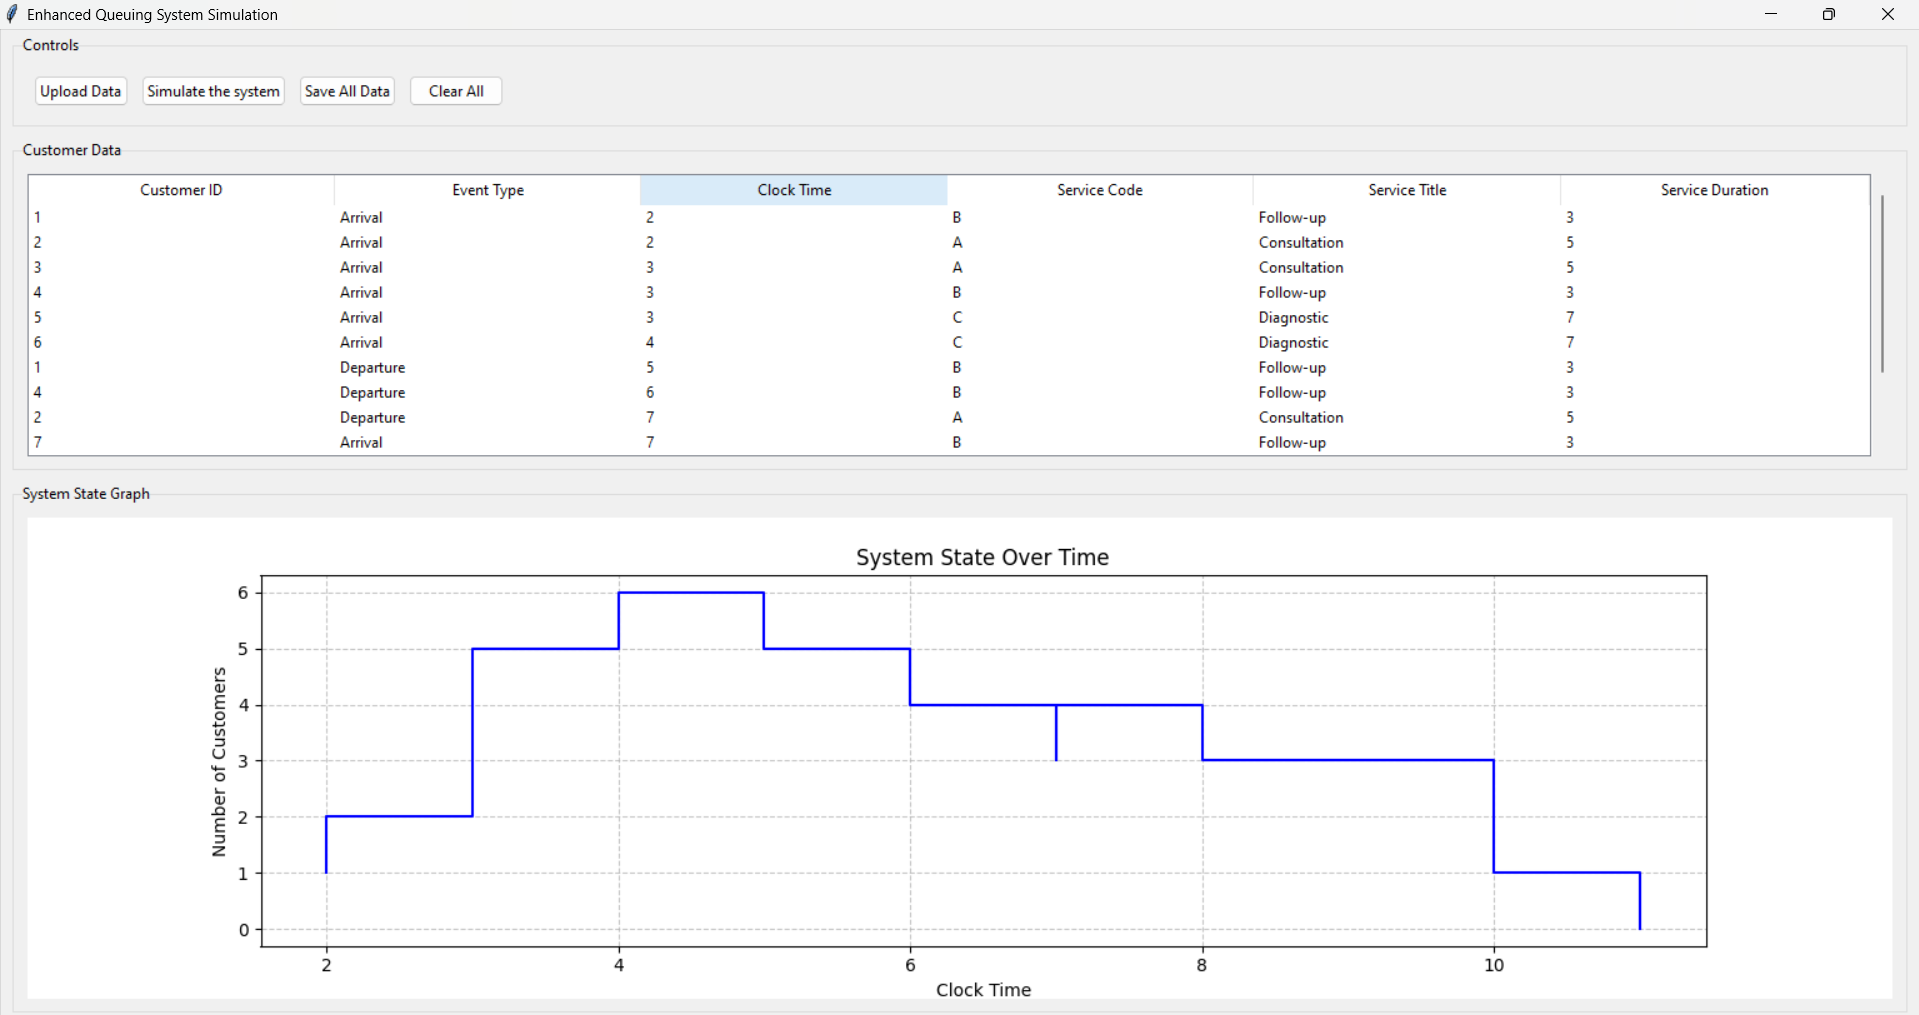 Enhanced Queuing System Simulation
Controls
Upload Data Simulate the system Save All Data Clear All
Customer Data
Customer ID Event Type Clock Time Service Code Service Title Service Duration
1 Arrival 2 B Follow-up 3
2 Arrival 2 A Consultation 5
3 Arrival 3 A Consultation 5
4 Arrival 3 B Follow-up 3
5 Arrival 3 C Diagnostic 7
6 Arrival 4 C Diagnostic 7
1 Departure 5 B Follow-up 3
4 Departure 6 B Follow-up 3
2 Departure 7 A Consultation 5
7 Arrival 7 B Follow-up 3
System State Graph
System State Over Time
Number of Customers
6
5
4
3
2
1
0
2 4 6 8 10
Clock Time